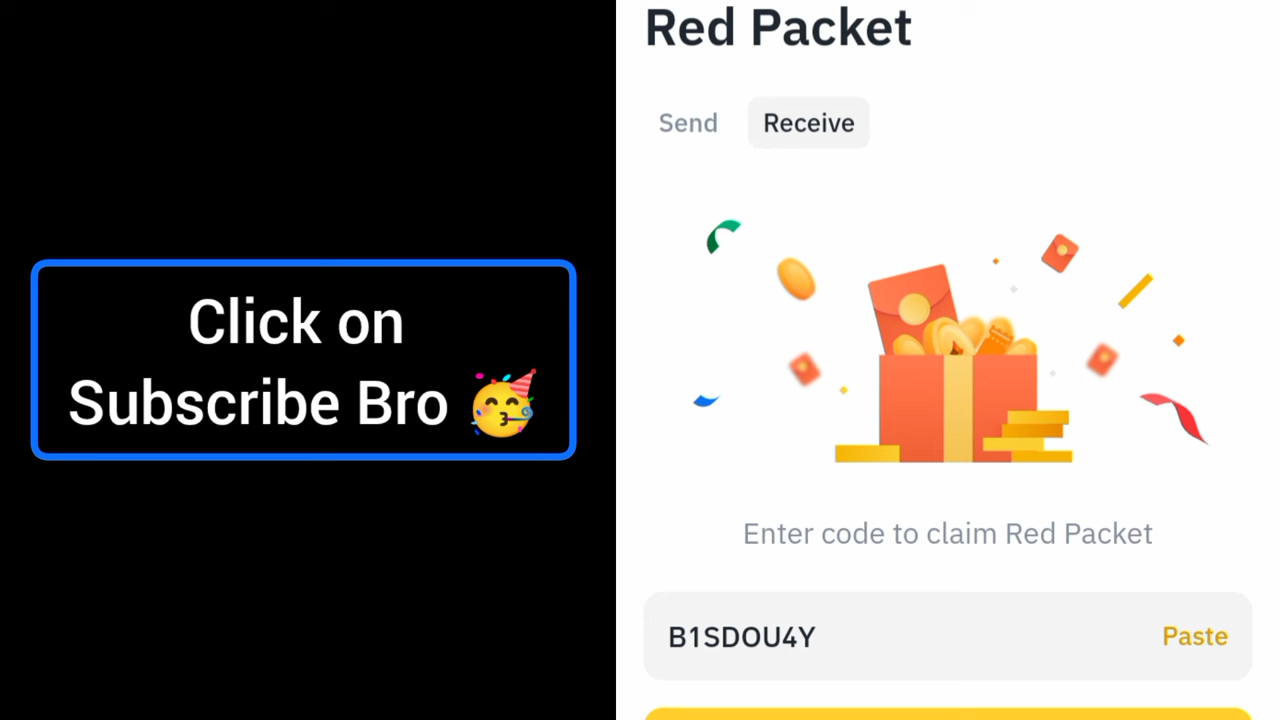 Click on
Subscribe Bro 🥳
Red Packet
Send
Receive
Enter code to claim Red Packet
B1SDOU4Y
Paste